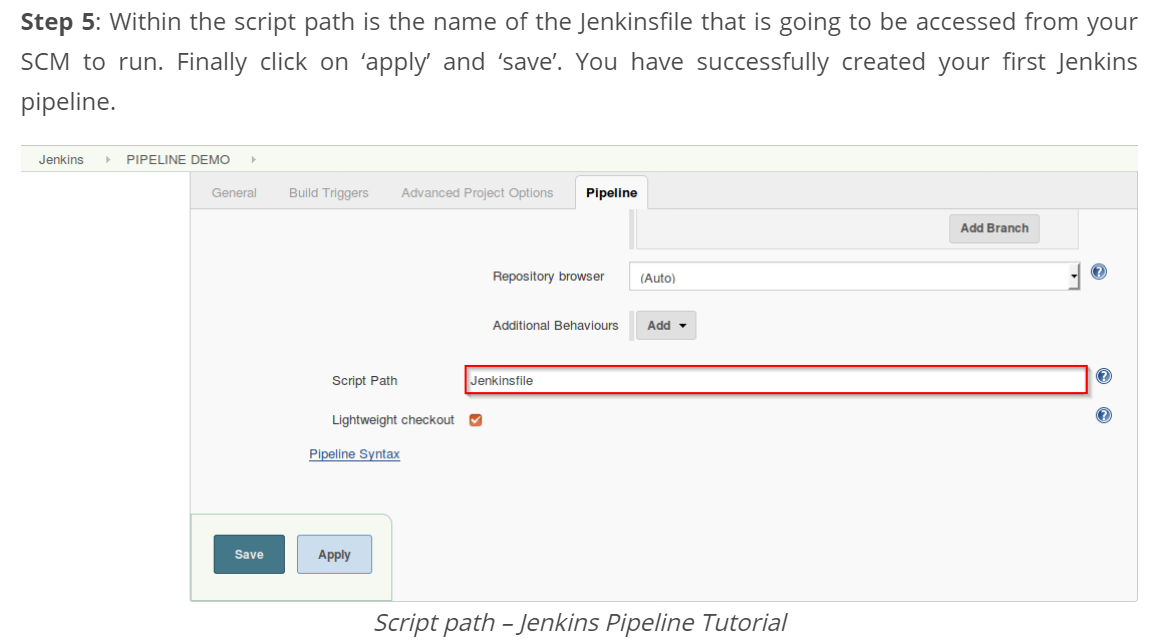 Step 5: Within the script path is the name of the Jenkinsfile that is going to be accessed from your
SCM to run. Finally click on ‘apply’ and ‘save’. You have successfully created your first Jenkins
pipeline.
Jenkins PIPELINE DEMO
General Build Triggers Advanced Project Options Pipeline
Add Branch
Repository browser (Auto)
Additional Behaviours Add
Script Path Jenkinsfile
Lightweight checkout
Pipeline Syntax
Save Apply
Script path – Jenkins Pipeline Tutorial